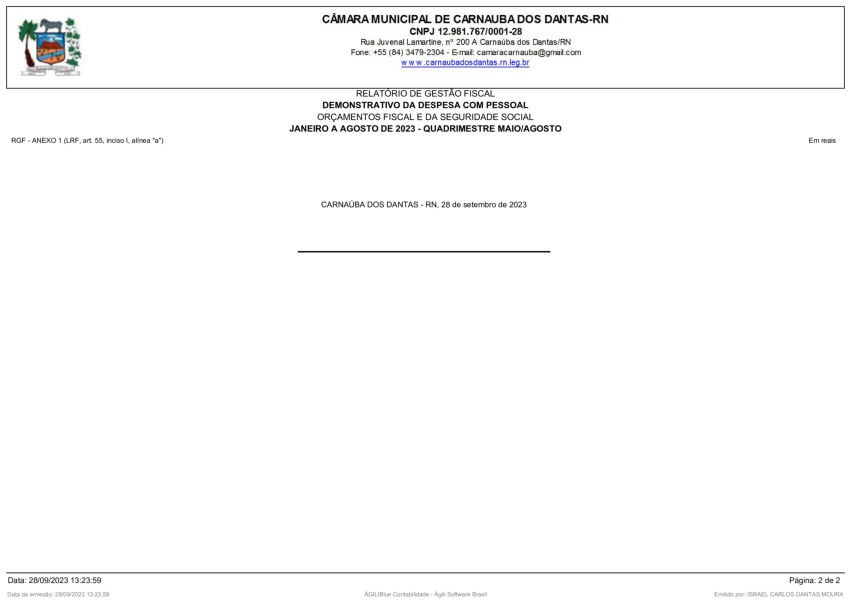 CÂMARA MUNICIPAL DE CARNAUBA DOS DANTAS-RN
CNPJ 12.981.767/0001-28
Rua Juvenal Lamartine, nº 200 A Carnaúba dos Dantas/RN
Fone: +55 (84) 3479-2304 - E-mail: camaracarnauba@gmail.com
www.carnaubadosdantas.rn.leg.br
RELATÓRIO DE GESTÃO FISCAL
DEMONSTRATIVO DA DESPESA COM PESSOAL
ORÇAMENTOS FISCAL E DA SEGURIDADE SOCIAL
JANEIRO A AGOSTO DE 2023 - QUADRIMESTRE MAIO/AGOSTO
RGF - ANEXO 1 (LRF, art. 55, inciso I, alínea "a") Em reais
CARNAÚBA DOS DANTAS - RN, 28 de setembro de 2023
Data: 28/09/2023 13:23:59 Página: 2 de 2
Data da emissão: 28/09/2023 13:23:59 ÁGILIBlue Contabilidade - Ágili Software Brasil Emitido por: ISRAEL CARLOS DANTAS MOURA